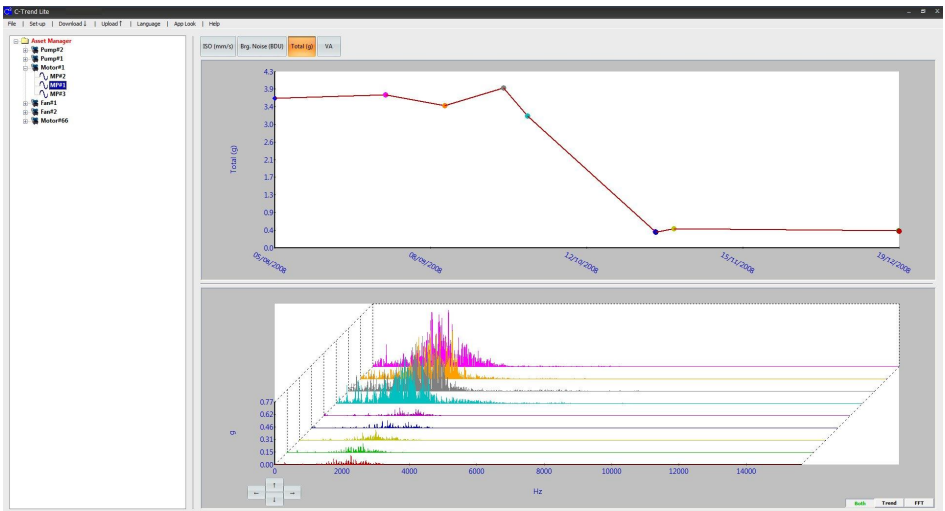 C-Trend Lite
File | Set-up | Download↓ | Upload↑ | Language | App Look | Help
Asset Manager
Pump#2
Pump#1
Motor#1
MP#2
MP#1
MP#3
Fan#1
Fan#2
Motor#66
ISO (mm/s) Brg. Noise (BDU) Total (g) VA
4.3
3.9
3.4
3.0
2.6
2.1
1.7
1.3
0.9
0.4
0.0
Total (g)
05/06/2008 08/08/2008 12/10/2008 15/11/2008 19/12/2008
0.77
0.62
0.46
0.31
0.15
0.00
g
0 2000 4000 6000 8000 10000 12000 14000
Hz
← ↑ ↓ →
Both Trend FFT